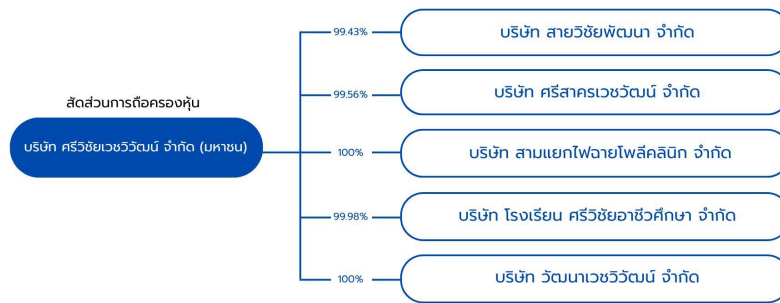 สัดส่วนการถือครองหุ้น
บริษัท ศรีวิชัยเวชวิวัฒน์ จำกัด (มหาชน)
99.43%
บริษัท สายวิชัยพัฒนา จำกัด
99.56%
บริษัท ศรีสาครเวชวัฒน์ จำกัด
100%
บริษัท สามแยกไฟฉายโพลีคลินิก จำกัด
99.98%
บริษัท โรงเรียน ศรีวิชัยอาชีวศึกษา จำกัด
100%
บริษัท วัฒนาเวชวิวัฒน์ จำกัด